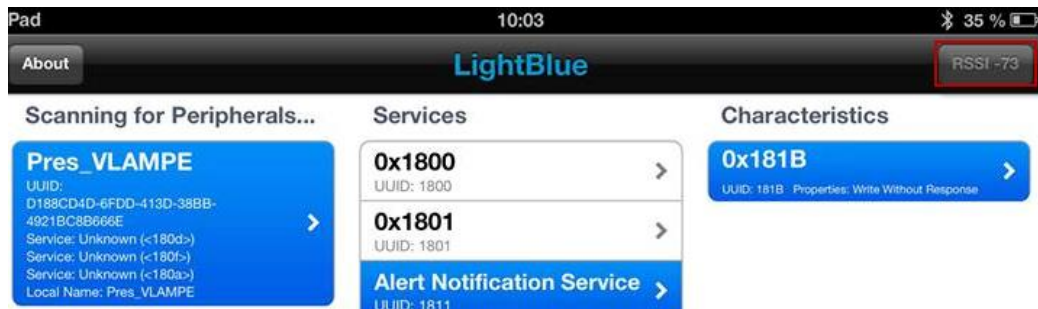 Pad 10:03 35 %
About LightBlue RSSI -73
Scanning for Peripherals...
Pres_VLAMPE
UUID:
D188CD4D-6FDD-413D-38BB-
4921BC8B666E
Service: Unknown (<180d>)
Service: Unknown (<180f>)
Service: Unknown (<180a>)
Local Name: Pres_VLAMPE
Services
0x1800
UUID: 1800
0x1801
UUID: 1801
Alert Notification Service
UUID: 1811
Characteristics
0x181B
UUID: 181B Properties: Write Without Response